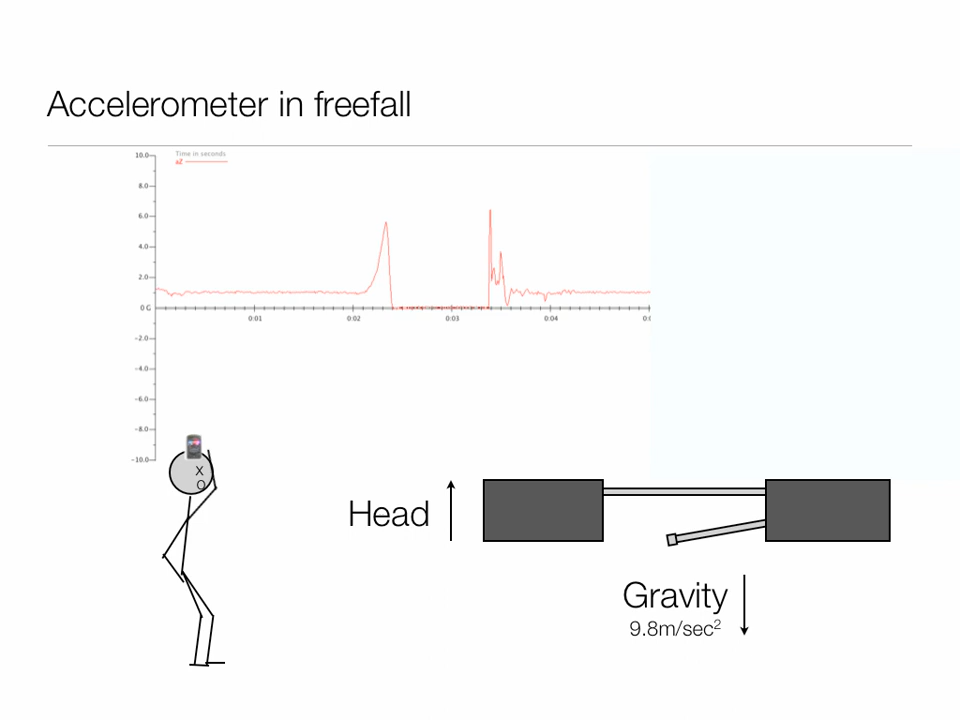 Accelerometer in freefall
Time in seconds
aZ
10.0
8.0
6.0
4.0
2.0
0 G
-2.0
-4.0
-6.0
-8.0
-10.0
0:01
0:02
0:03
0:04
X
O
Head
Gravity
9.8m/sec²